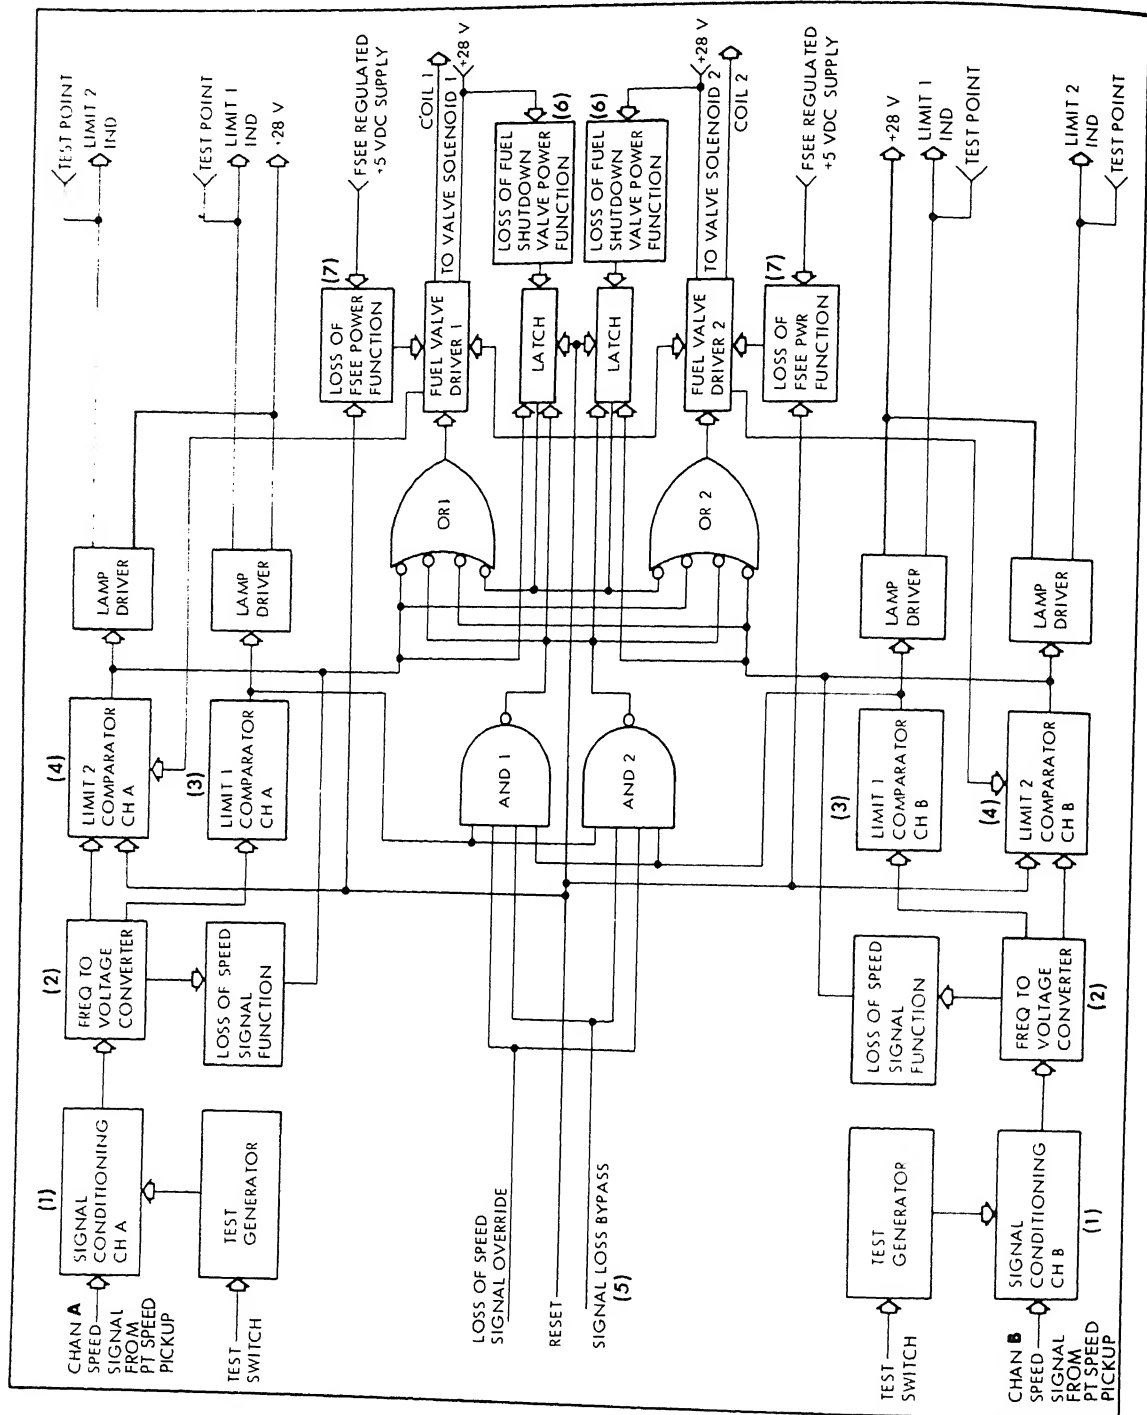 CHAN A
SPEED
SIGNAL
FROM
PT SPEED
PICKUP
(1)
SIGNAL
CONDITIONING
CH A
TEST
SWITCH
TEST
GENERATOR
(2)
FREQ TO
VOLTAGE
CONVERTER
LOSS OF SPEED
SIGNAL
FUNCTION
(4)
LIMIT 2
COMPARATOR
CH A
(3)
LIMIT 1
COMPARATOR
CH A
LAMP
DRIVER
LAMP
DRIVER
TEST POINT
LIMIT 2
IND
TEST POINT
LIMIT 1
IND
+28 V
(7)
LOSS OF
FSEE POWER
FUNCTION
FSEE REGULATED
+5 VDC SUPPLY
OR 1
FUEL VALVE
DRIVER 1
COIL 1
TO VALVE SOLENOID 1
+28 V
LATCH
LOSS OF FUEL
SHUTDOWN
VALVE POWER
FUNCTION
(6)
LOSS OF SPEED
SIGNAL OVERRIDE
RESET
SIGNAL LOSS BYPASS
(5)
AND 1
AND 2
LATCH
LOSS OF FUEL
SHUTDOWN
VALVE POWER
FUNCTION
(6)
OR 2
FUEL VALVE
DRIVER 2
+28 V
TO VALVE SOLENOID 2
COIL 2
(7)
LOSS OF
FSEE PWR
FUNCTION
FSEE REGULATED
+5 VDC SUPPLY
TEST
SWITCH
TEST
GENERATOR
LOSS OF SPEED
SIGNAL
FUNCTION
(3)
LIMIT 1
COMPARATOR
CH B
LAMP
DRIVER
+28 V
LIMIT 1
IND
TEST POINT
CHAN B
SPEED
SIGNAL
FROM
PT SPEED
PICKUP
SIGNAL
CONDITIONING
CH B
(1)
FREQ TO
VOLTAGE
CONVERTER
(2)
(4)
LIMIT 2
COMPARATOR
CH B
LAMP
DRIVER
LIMIT 2
IND
TEST POINT